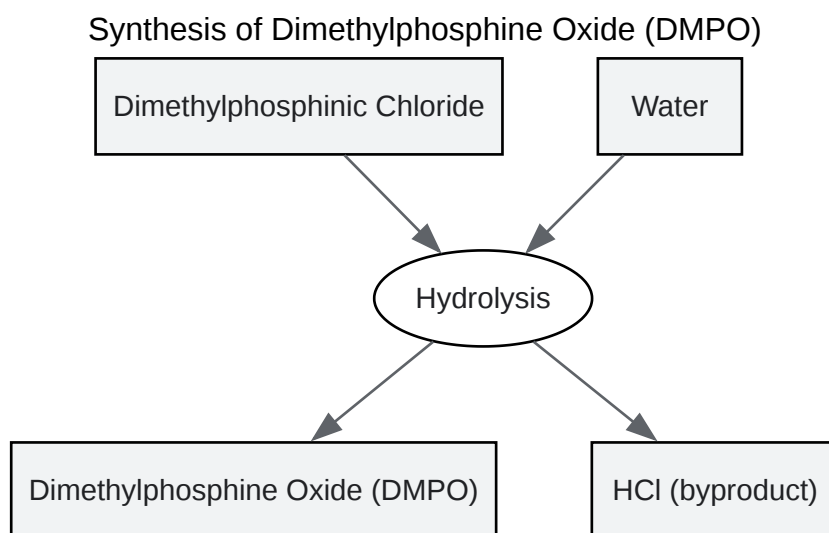 Synthesis of Dimethylphosphine Oxide (DMPO)
Dimethylphosphinic Chloride
Water
Hydrolysis
Dimethylphosphine Oxide (DMPO)
HCl (byproduct)